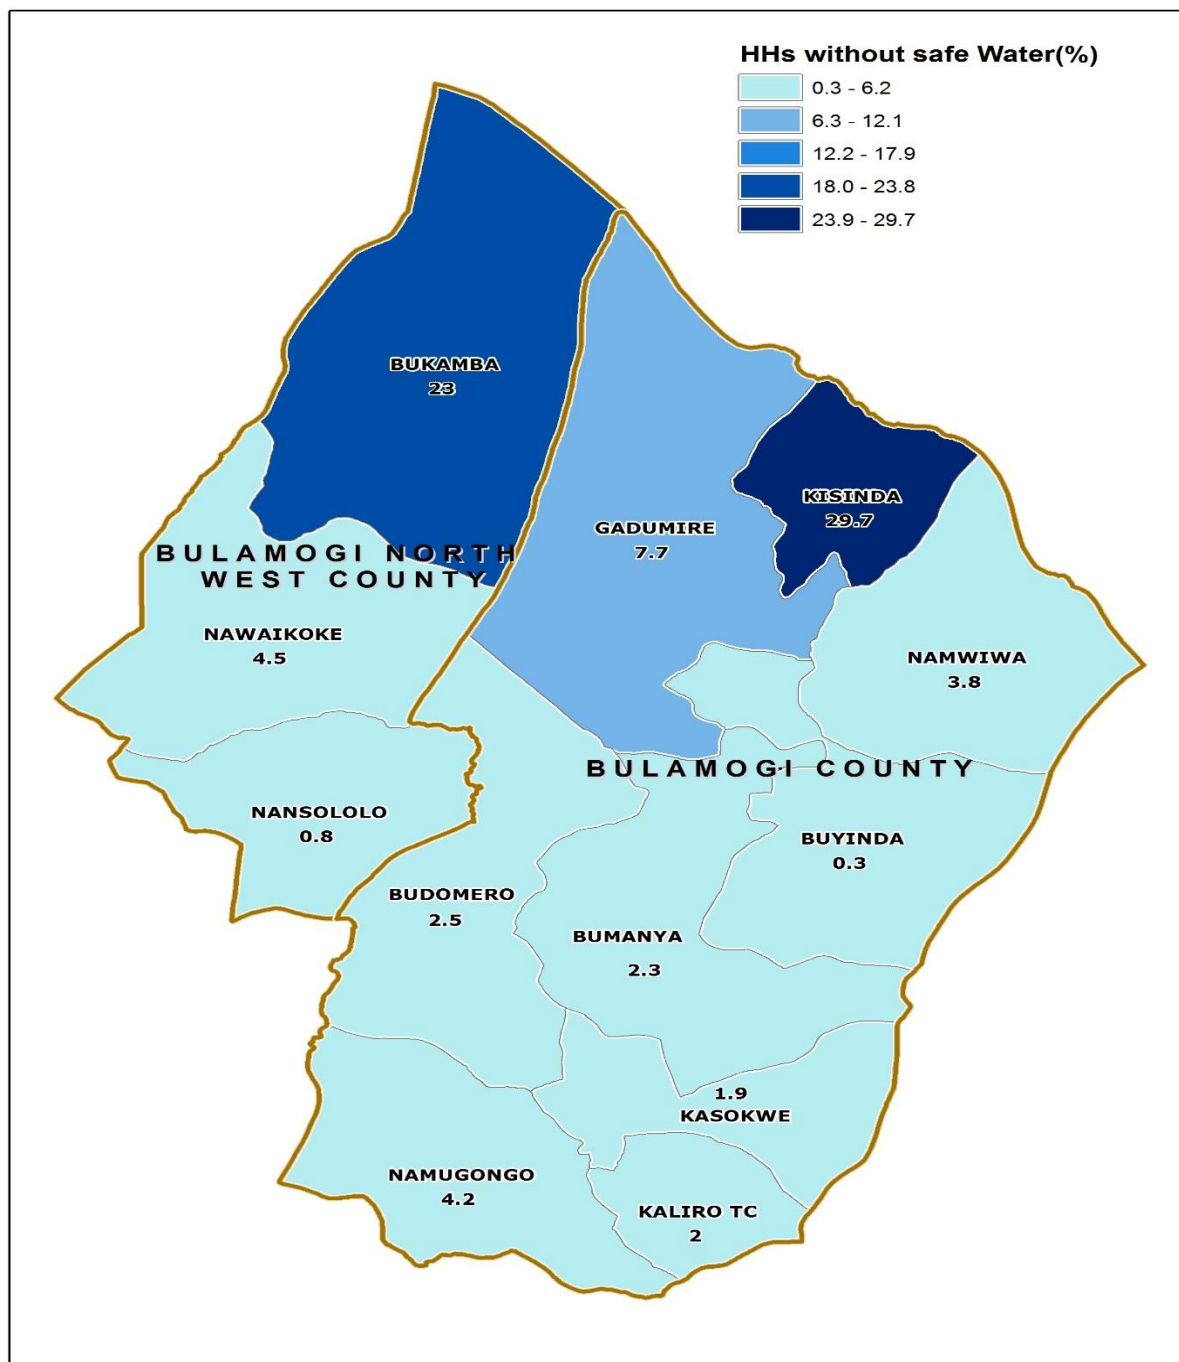 HHs without safe Water(%)
0.3 - 6.2
6.3 - 12.1
12.2 - 17.9
18.0 - 23.8
23.9 - 29.7
BUKAMBA
23
KISINDA
29.7
GADUMIRE
7.7
BULAMOGI NORTH
WEST COUNTY
NAWAIKOKE
4.5
NAMWIWA
3.8
BULAMOGI COUNTY
NANSOLOLO
0.8
BUYINDA
0.3
BUDOMERO
2.5
BUMANYA
2.3
1.9
KASOKWE
NAMUGONGO
4.2
KALIRO TC
2